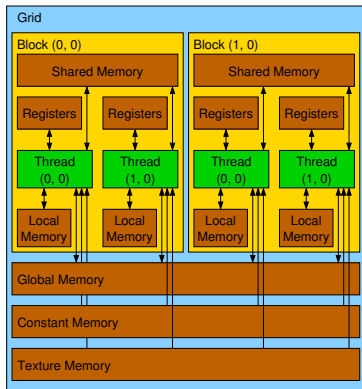 Grid
Block (0, 0)
Block (1, 0)
Shared Memory
Shared Memory
Registers
Registers
Registers
Registers
Thread
(0, 0)
Thread
(1, 0)
Thread
(0, 0)
Thread
(1, 0)
Local
Memory
Local
Memory
Local
Memory
Local
Memory
Global Memory
Constant Memory
Texture Memory